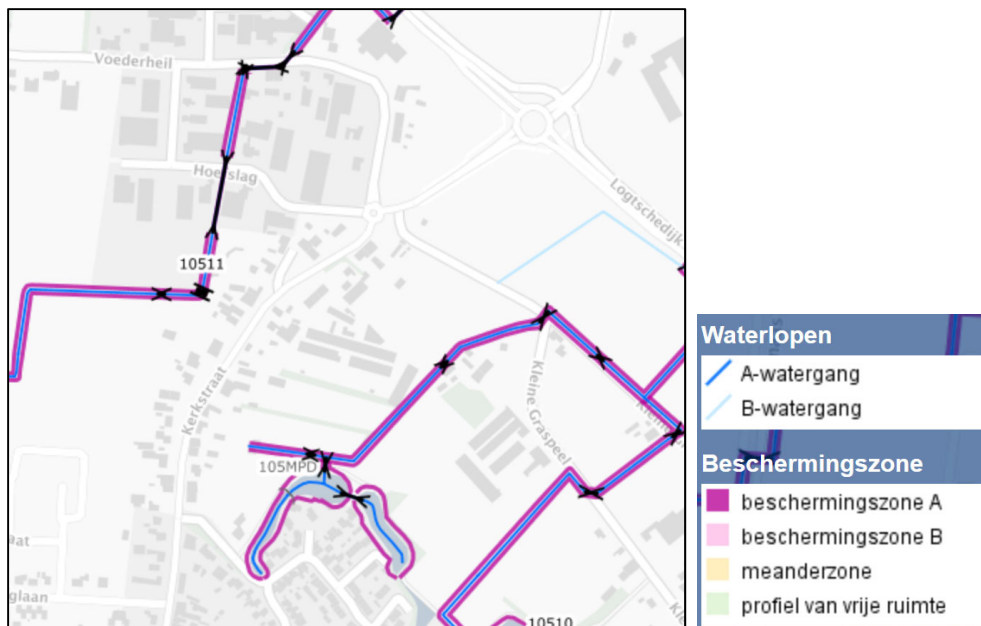 Voederheil
Hoefslag
Logtschedijk
10511
Kerkstraat
Kleine Graspeel
105MPD
10510
Waterlopen
A-watergang
B-watergang
Beschermingszone
beschermingszone A
beschermingszone B
meanderzone
profiel van vrije ruimte